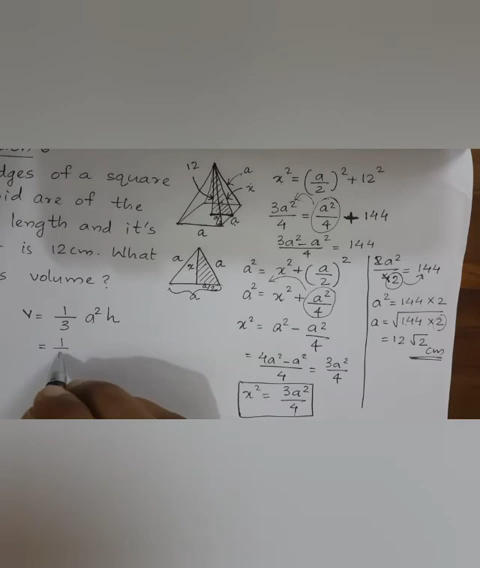 dges of a square
id are of the
length and it's
is 12cm. What
s volume ?
V = 1/3 a²h
= 1/
12
a
x
a
a
a
x
a
a
x² = (a/2)² + 12²
3a²/4 = a²/4 + 144
3a² - a²/4 = 144
a² = x² + (a/2)²
a² = x² + a²/4
x² = a² - a²/4
= 4a² - a²/4 = 3a²/4
x² = 3a²/4
2a²/4 2 = 144
a² = 144 × 2
a = √(144 × 2)
= 12√2 cm